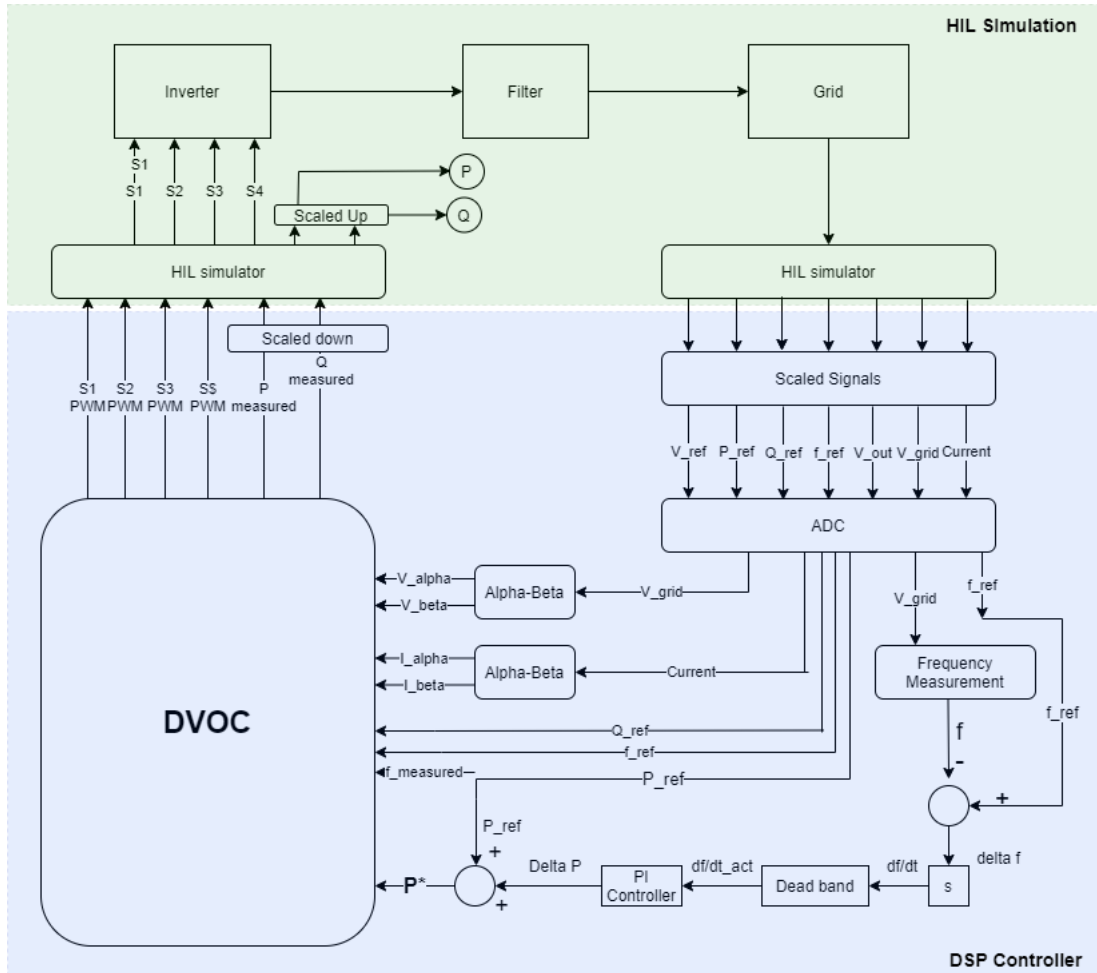 HIL Simulation
Inverter
Filter
Grid
S1
S1
S2
S3
S4
P
Scaled Up
Q
HIL simulator
HIL simulator
Scaled down
Scaled Signals
S1
PWM
S2
PWM
S3
PWM
S$
PWM
P
measured
Q
measured
V_ref
P_ref
Q_ref
f_ref
V_out
V_grid
Current
ADC
V_alpha
V_beta
Alpha-Beta
V_grid
V_grid
f_ref
I_alpha
I_beta
Alpha-Beta
Current
Frequency
Measurement
DVOC
Q_ref
f_ref
f_measured
P_ref
f
-
f_ref
+
P_ref
+
delta f
P*
+
Delta P
PI
Controller
df/dt_act
Dead band
df/dt
s
DSP Controller